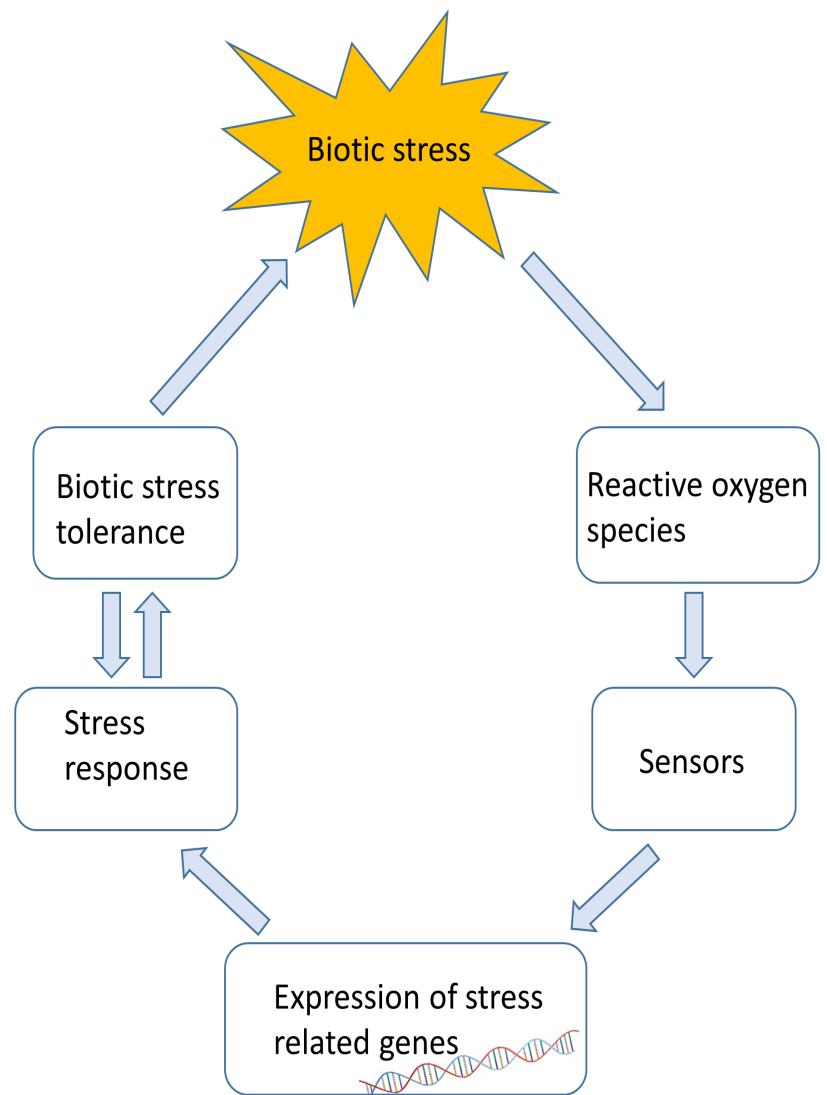 Biotic stress
Reactive oxygen
species
Sensors
Expression of stress
related genes
Stress
response
Biotic stress
tolerance